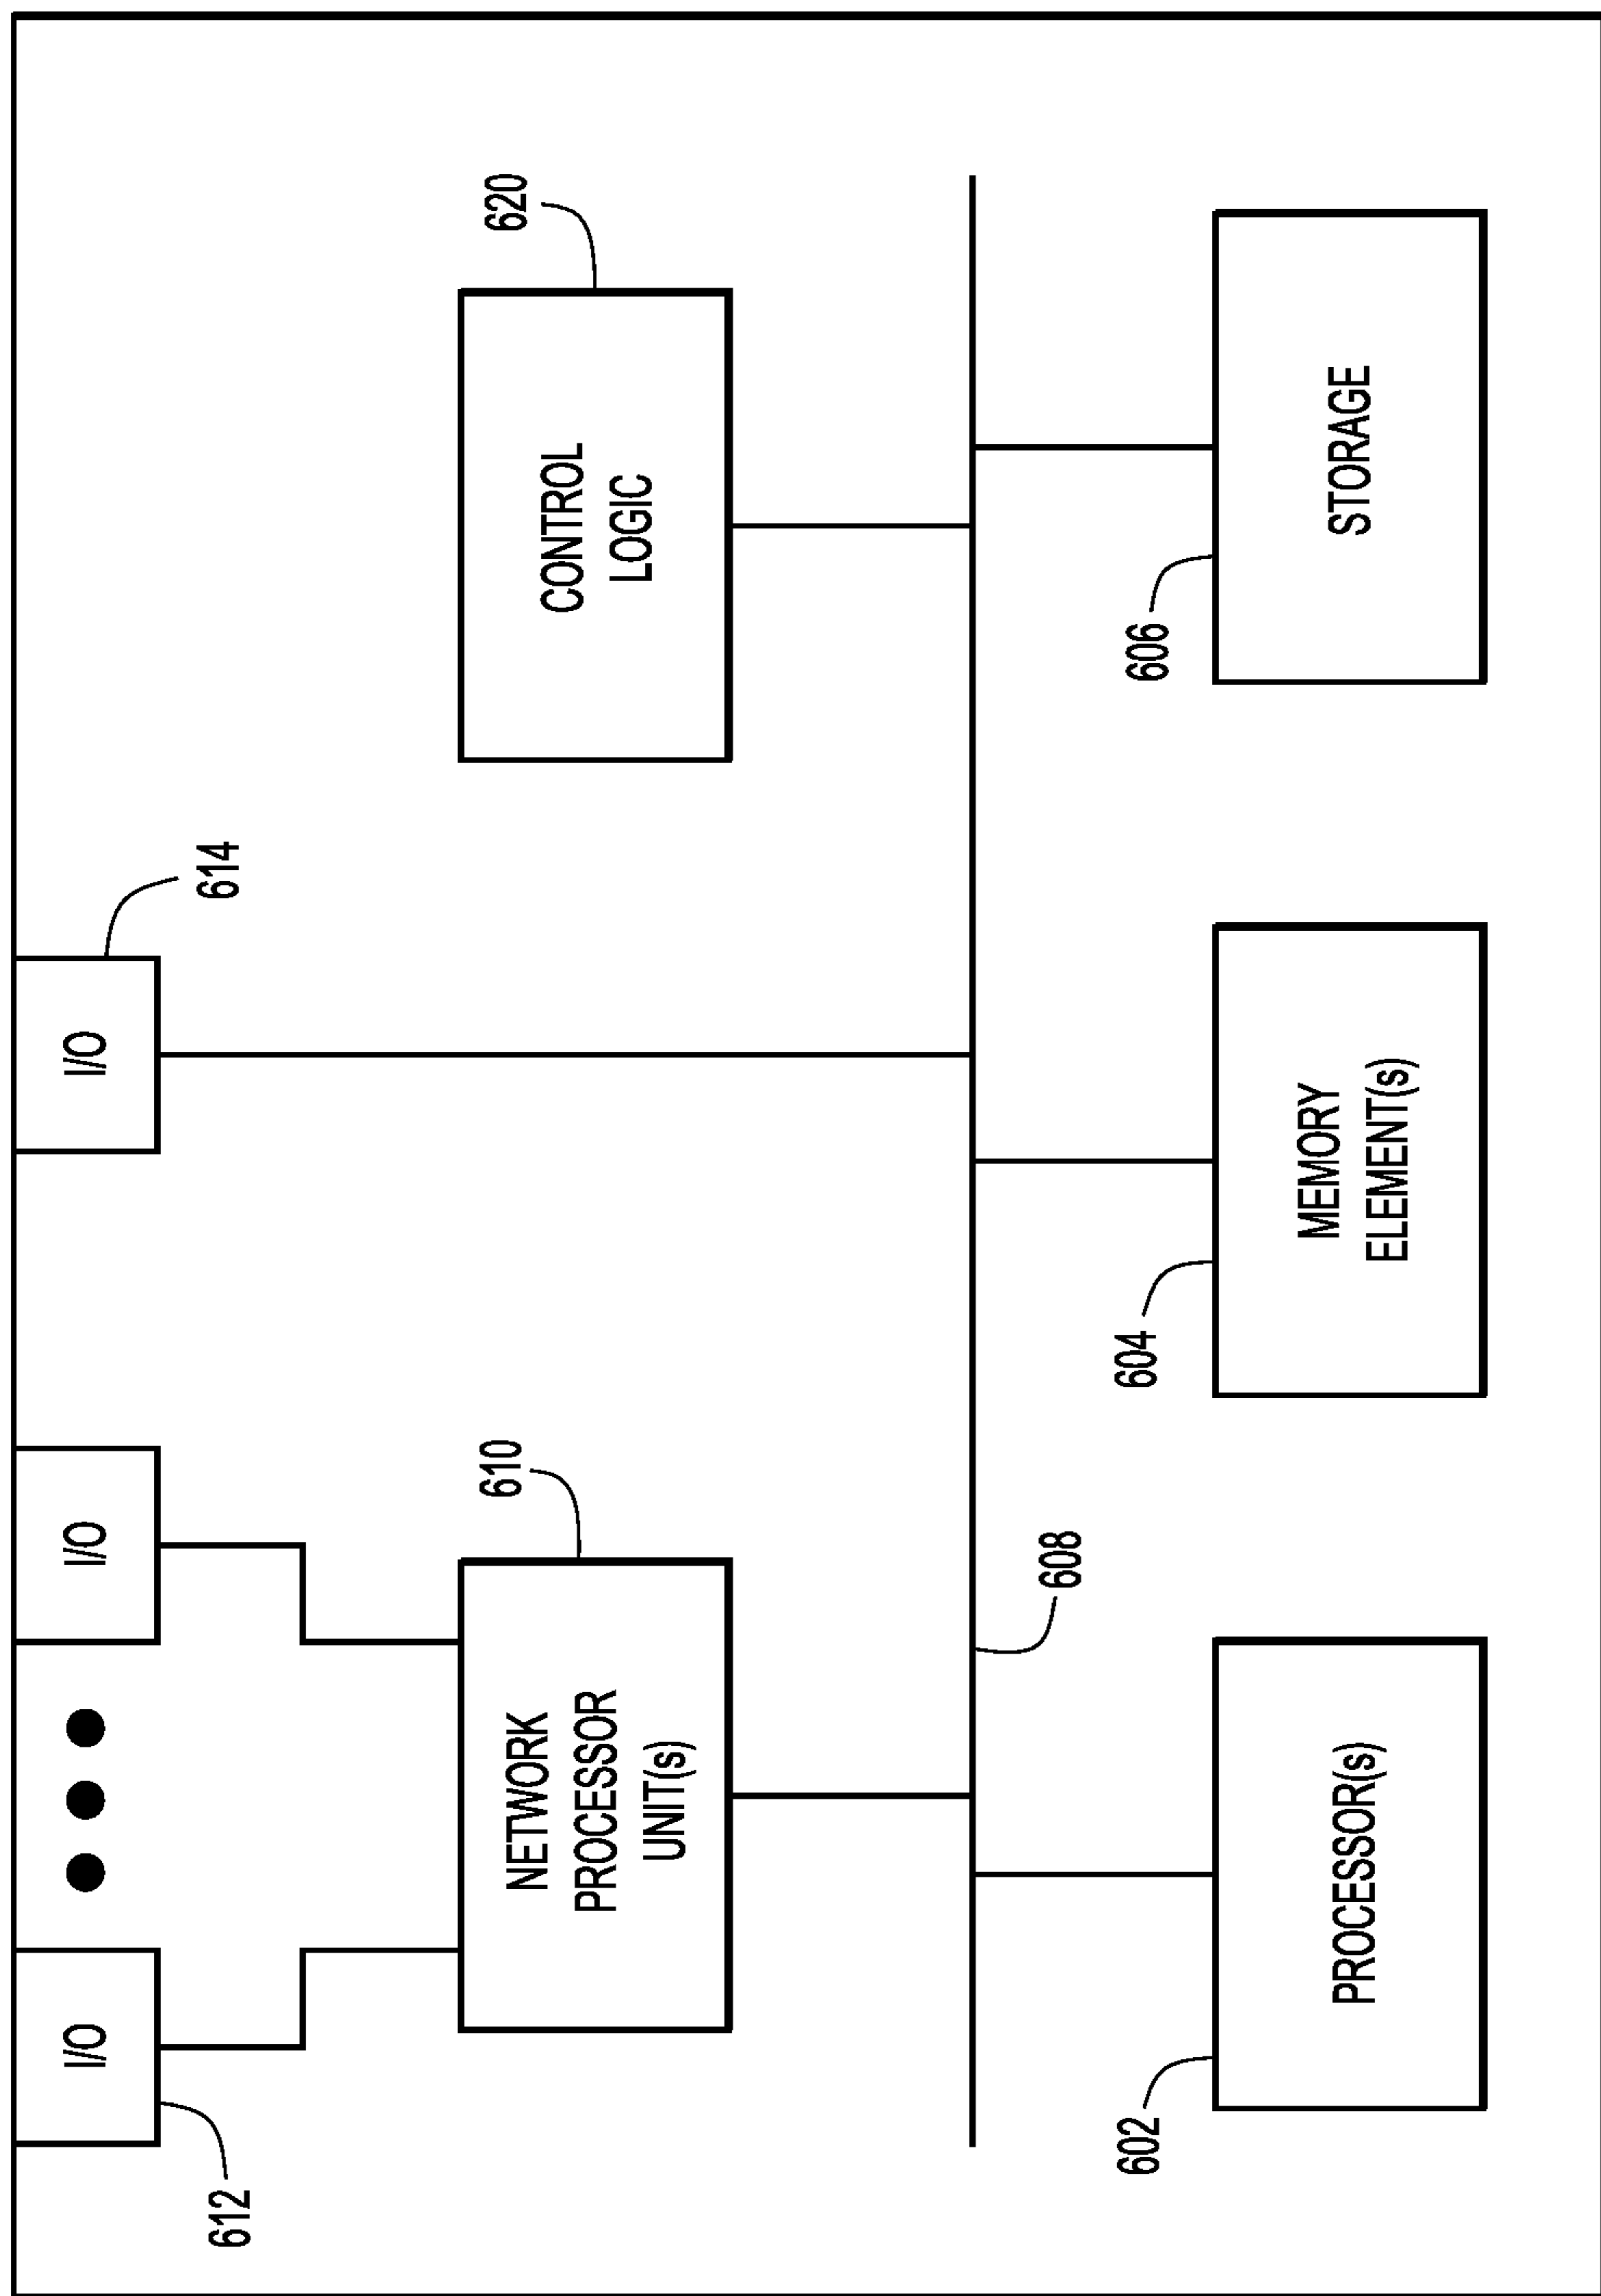 I/O
I/O
I/O
612
614
610
620
NETWORK
PROCESSOR
UNIT(s)
CONTROL
LOGIC
608
602
604
606
PROCESSOR(s)
MEMORY
ELEMENT(s)
STORAGE